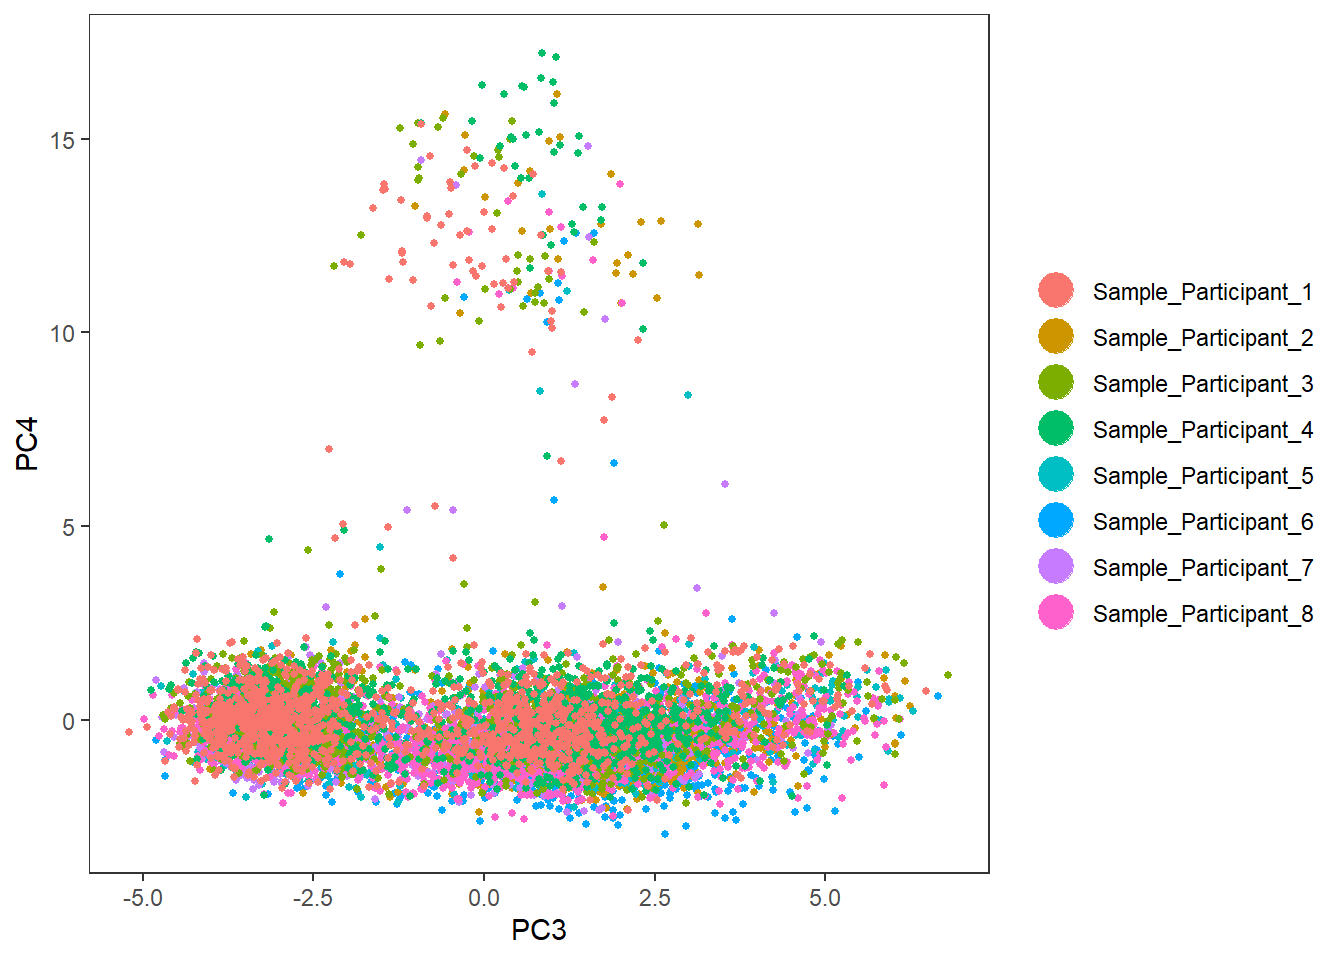 15
10
5
0
PC4
-5.0 -2.5 0.0 2.5 5.0
PC3
Sample_Participant_1
Sample_Participant_2
Sample_Participant_3
Sample_Participant_4
Sample_Participant_5
Sample_Participant_6
Sample_Participant_7
Sample_Participant_8